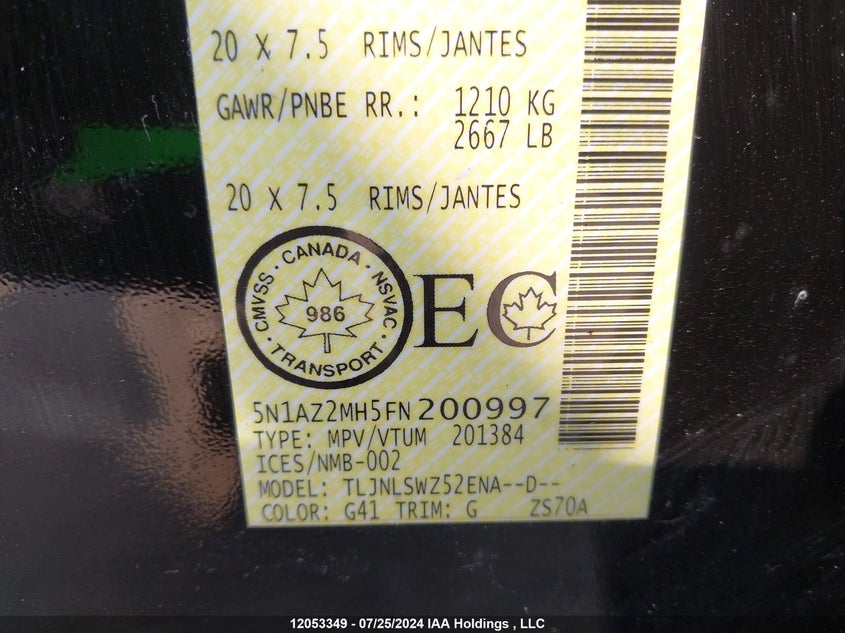 20 X 7.5 RIMS/JANTES
GAWR/PNBE RR.: 1210 KG
2667 LB
20 X 7.5 RIMS/JANTES
CMVSS · CANADA · NSVAC
986
· TRANSPORT ·
EC
5N1AZ2MH5FN200997
TYPE: MPV/VTUM 201384
ICES/NMB-002
MODEL: TLJNLSWZ52ENA--D--
COLOR: G41 TRIM: G ZS70A
12053349 - 07/25/2024 IAA Holdings , LLC